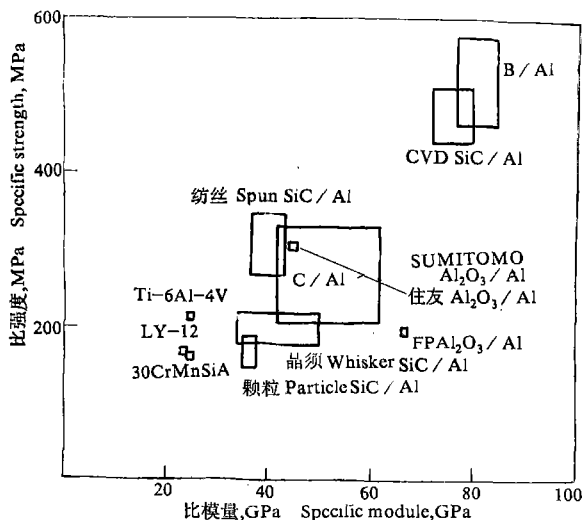 600
400
200
比强度,MPa Spccific strength, MPa
B/Al
CVD SiC/Al
纺丝 Spun SiC/Al
C/Al
SUMITOMO
Al₂O₃/Al
住友 Al₂O₃/Al
Ti-6Al-4V
LY-12
30CrMnSiA
FPAl₂O₃/Al
晶须 Whisker SiC/Al
颗粒 Particle SiC/Al
20 40 60 80 100
比模量,GPa Spccific module,GPa